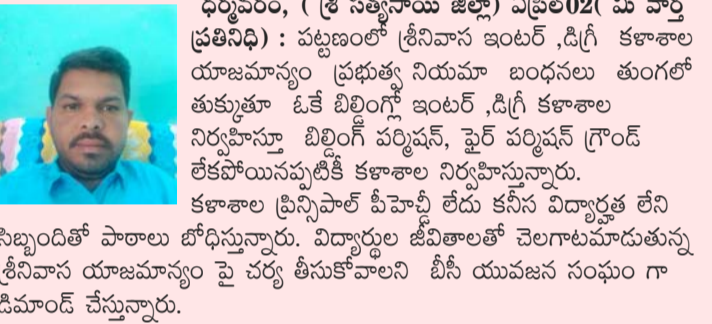 ధర్మవరం, ( శ్రీ సత్యసాయి జిల్లా) ఏప్రిల్02( మీ వార్త
ప్రతినిధి) : పట్టణంలో శ్రీనివాస ఇంటర్ ,డిగ్రీ కళాశాల
యాజమాన్యం ప్రభుత్వ నియమా బంధనలు తుంగలో
తుక్కుతూ ఓకే బిల్డింగ్లో ఇంటర్ ,డిగ్రీ కళాశాల
నిర్వహిస్తూ బిల్డింగ్ పర్మిషన్, ఫైర్ పర్మిషన్ గ్రౌండ్
లేకపోయినప్పటికీ కళాశాల నిర్వహిస్తున్నారు.
కళాశాల ప్రిన్సిపాల్ పీహెచ్డీ లేదు కనీస విద్యార్హత లేని
సిబ్బందితో పాఠాలు బోధిస్తున్నారు. విద్యార్థుల జీవితాలతో చెలగాటమాడుతున్న
శ్రీనివాస యాజమాన్యం పై చర్య తీసుకోవాలని బీసీ యువజన సంఘం గా
డిమాండ్ చేస్తున్నారు.